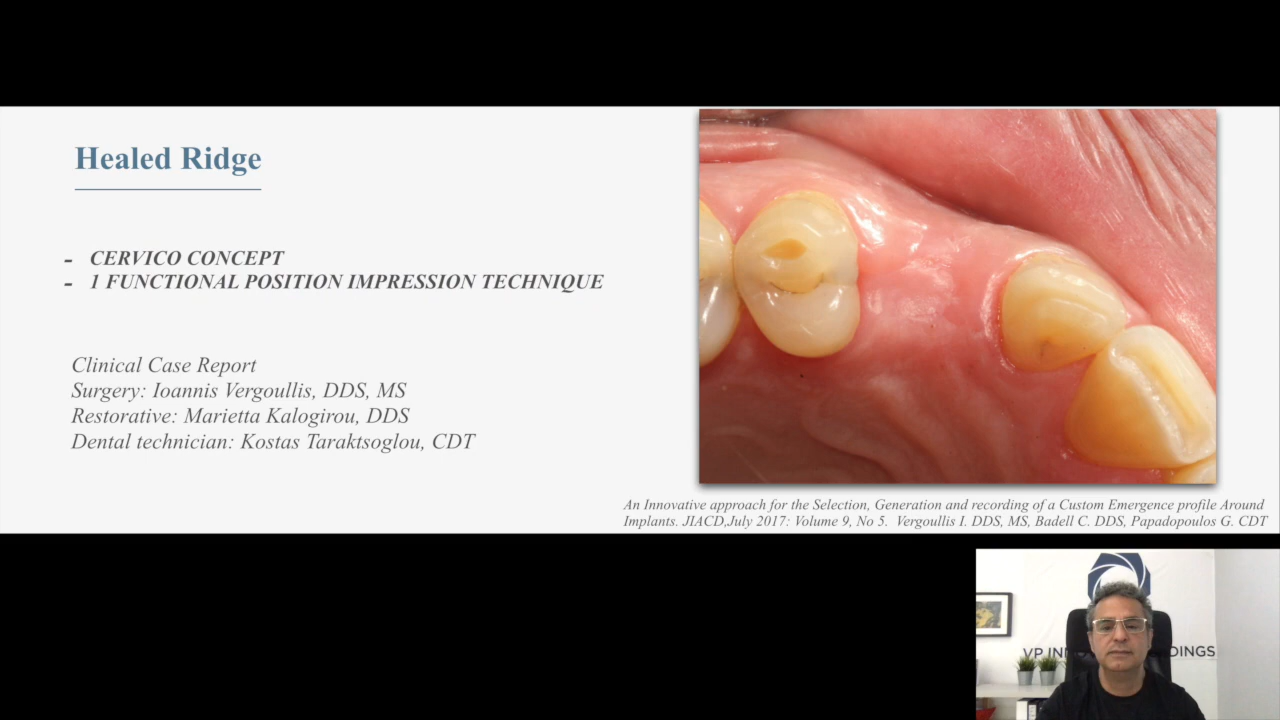 Healed Ridge
- CERVICO CONCEPT
- 1 FUNCTIONAL POSITION IMPRESSION TECHNIQUE
Clinical Case Report
Surgery: Ioannis Vergoullis, DDS, MS
Restorative: Marietta Kalogirou, DDS
Dental technician: Kostas Taraktsoglou, CDT
An Innovative approach for the Selection, Generation and recording of a Custom Emergence profile Around
Implants. JIACD,July 2017: Volume 9, No 5. Vergoullis I. DDS, MS, Badell C. DDS, Papadopoulos G. CDT
VP